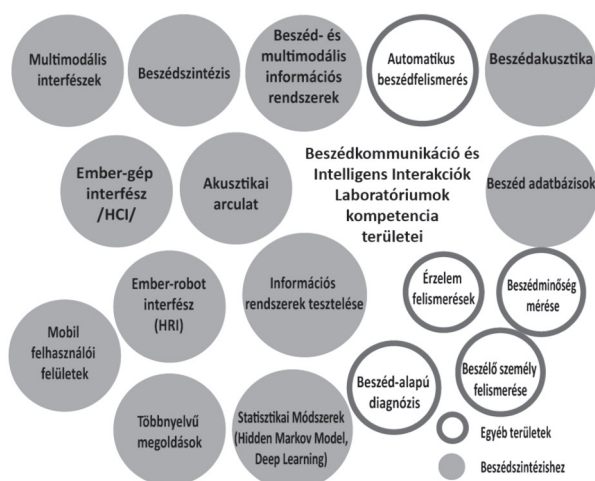 Multimodális
interfészek
Beszédszintézis
Beszéd- és
multimodális
információs
rendszerek
Automatikus
beszédfelismerés
Beszédakusztika
Ember-gép
interfész
/HCI/
Akusztikai
arculat
Beszédkommunikáció és
Intelligens Interakciók
Laboratóriumok
kompetencia
területei
Beszéd adatbázisok
Ember-robot
interfész
(HRI)
Információs
rendszerek tesztelése
Érzelem
felismerések
Beszédminőség
mérése
Mobil
felhasználói
felületek
Beszéd-alapú
diagnózis
Beszélő személy
felismerése
Többnyelvű
megoldások
Statisztikai Módszerek
(Hidden Markov Model,
Deep Learning)
Egyéb területek
Beszédszintézishez